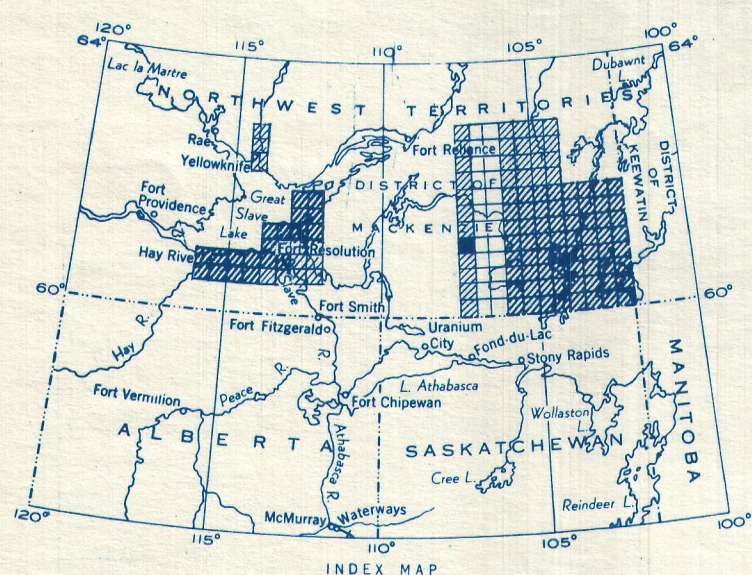 120°
115°
110°
105°
100°
64°
64°
Lac la Martre
Dubawnt
L.
NORTHWEST TERRITORIES
Rae
Yellowknife
Fort Reliance
DISTRICT OF
MACKENZIE
DISTRICT
OF
KEEWATIN
Fort
Providence
Great
Slave
Lake
Hay River
Fort Resolution
Slave
R.
60°
60°
Fort Smith
Fort Fitzgerald
Uranium
City
Fond-du-Lac
Stony Rapids
Hay R.
Fort Vermilion
Peace R.
L. Athabasca
Fort Chipewan
Wollaston
L.
MANITOBA
ALBERTA
SASKATCHEWAN
Athabasca R.
Cree L.
Reindeer L.
McMurray
Waterways
120°
115°
110°
105°
100°
INDEX MAP